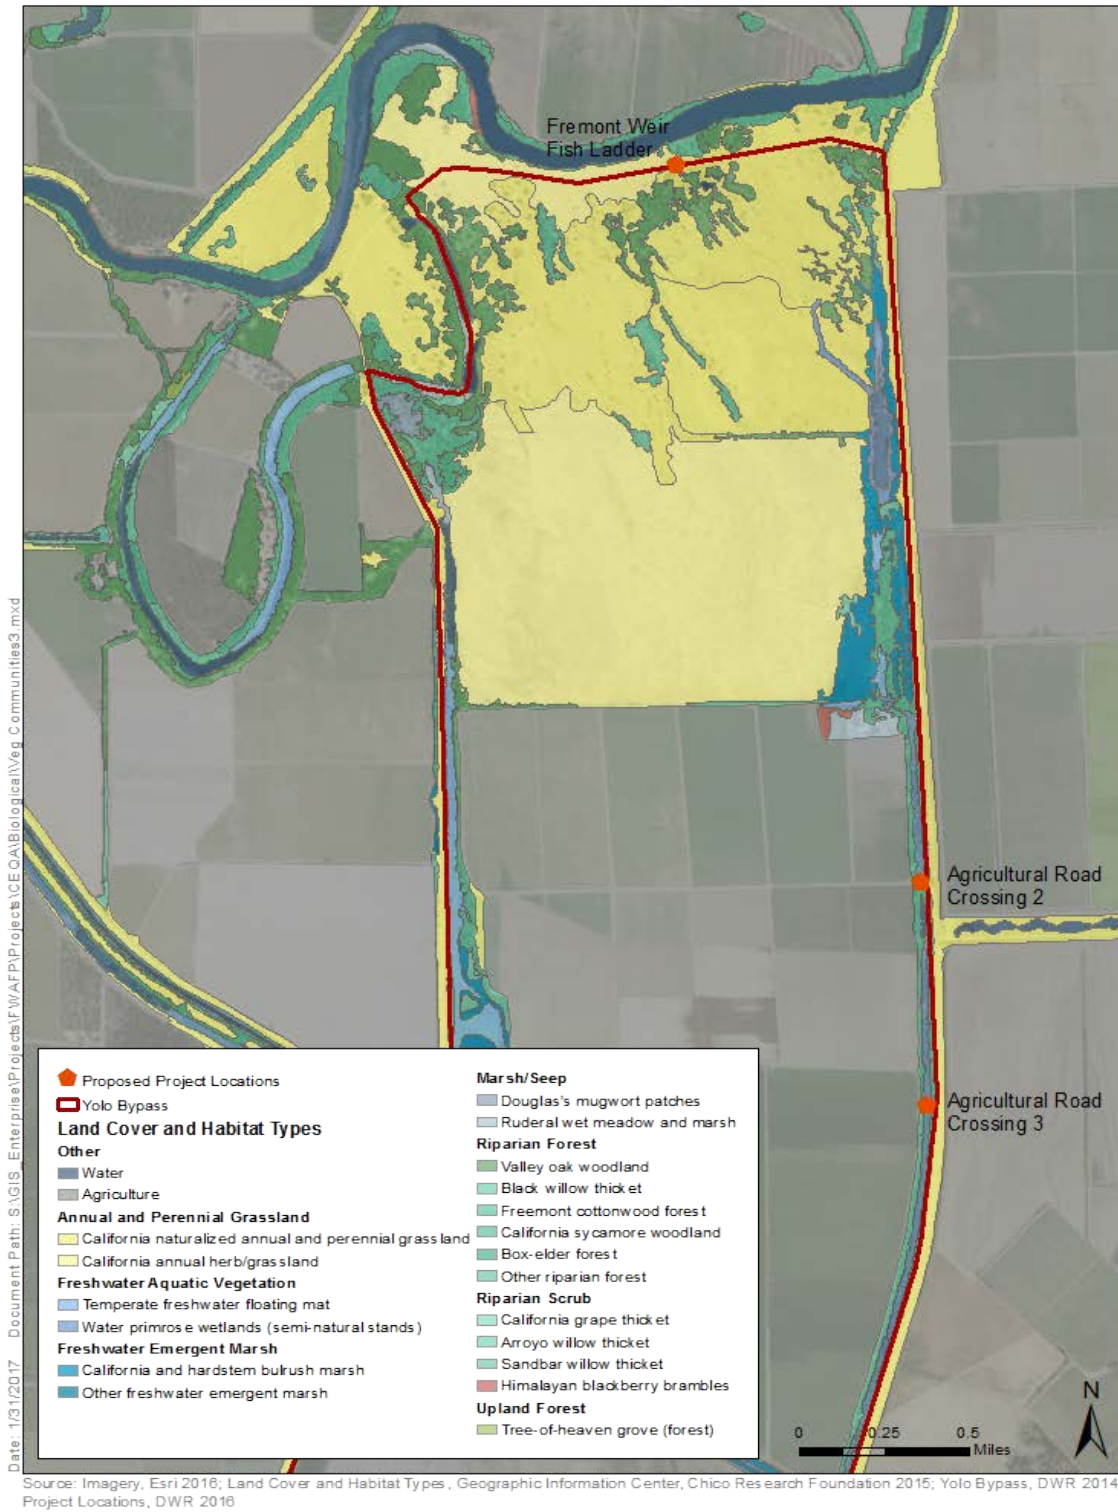 Fremont Weir
Fish Ladder
Agricultural Road
Crossing 2
Agricultural Road
Crossing 3
Proposed Project Locations
Yolo Bypass
Land Cover and Habitat Types
Other
Water
Agriculture
Annual and Perennial Grassland
California naturalized annual and perennial grassland
California annual herb/grassland
Freshwater Aquatic Vegetation
Temperate freshwater floating mat
Water primrose wetlands (semi-natural stands)
Freshwater Emergent Marsh
California and hardstem bulrush marsh
Other freshwater emergent marsh
Marsh/Seep
Douglas's mugwort patches
Ruderal wet meadow and marsh
Riparian Forest
Valley oak woodland
Black willow thicket
Freemont cottonwood forest
California sycamore woodland
Box-elder forest
Other riparian forest
Riparian Scrub
California grape thicket
Arroyo willow thicket
Sandbar willow thicket
Himalayan blackberry brambles
Upland Forest
Tree-of-heaven grove (forest)
N
0 0.25 0.5
Miles
Date: 1/31/2017 Document Path: S:\GIS_Enterprise\Projects\FWAFP\Projects\CEQA\Biological\Veg Communities3.mxd
Source: Imagery, Esri 2016; Land Cover and Habitat Types, Geographic Information Center, Chico Research Foundation 2015; Yolo Bypass, DWR 2014
Project Locations, DWR 2016